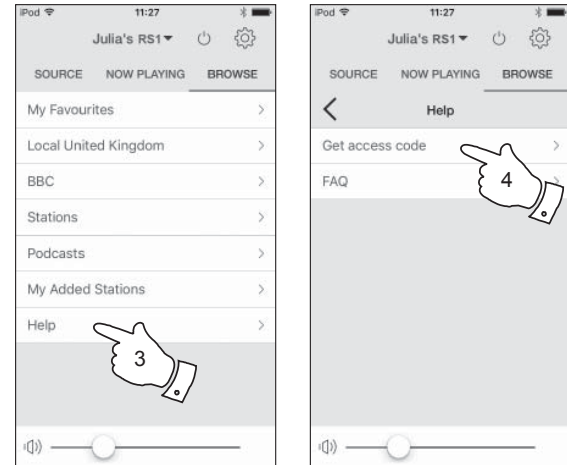 iPod 11:27
Julia's RS1
SOURCE NOW PLAYING BROWSE
My Favourites
Local United Kingdom
BBC
Stations
Podcasts
My Added Stations
Help
3
iPod 11:27
Julia's RS1
SOURCE NOW PLAYING BROWSE
Help
Get access code
FAQ
4